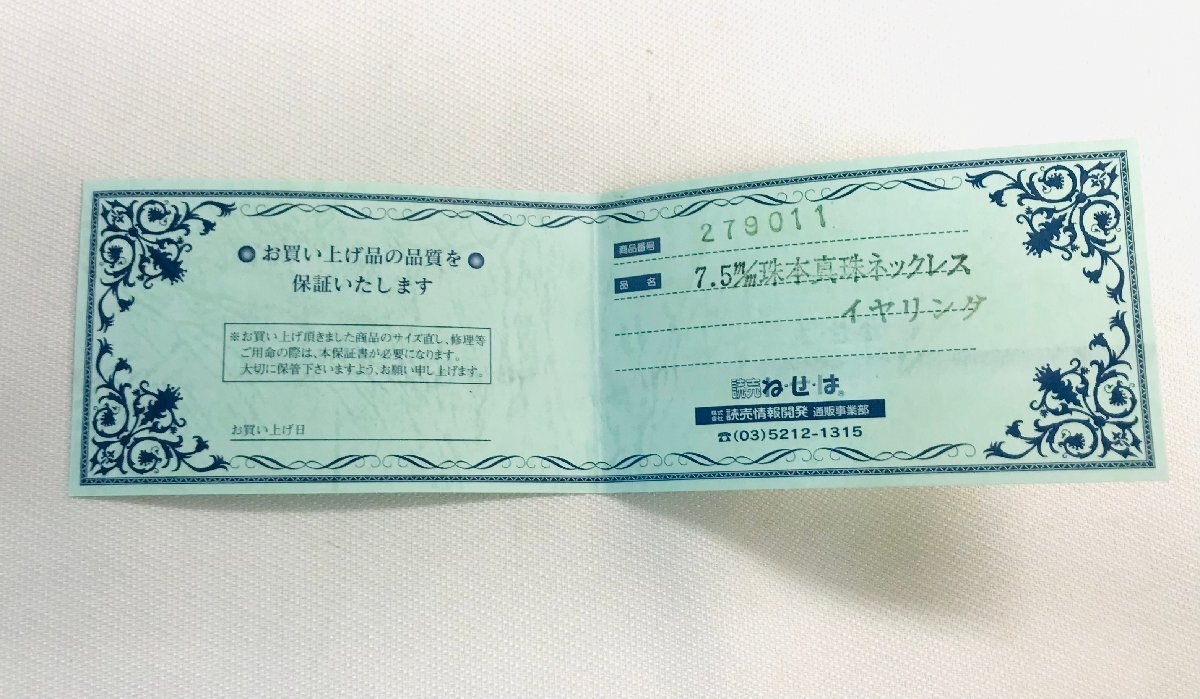 お買い上げ品の品質を
保証いたします
※お買い上げ頂きました商品のサイズ直し、修理等
ご用命の際は、本保証書が必要になります。
大切に保管下さいますよう、お願い申し上げます。
お買い上げ日
商品番号 279011
品名 7.5m/m珠本真珠ネックレス
イヤリング
読売ね・せ・は®
株式会社 読売情報開発 通販事業部
☎(03)5212-1315